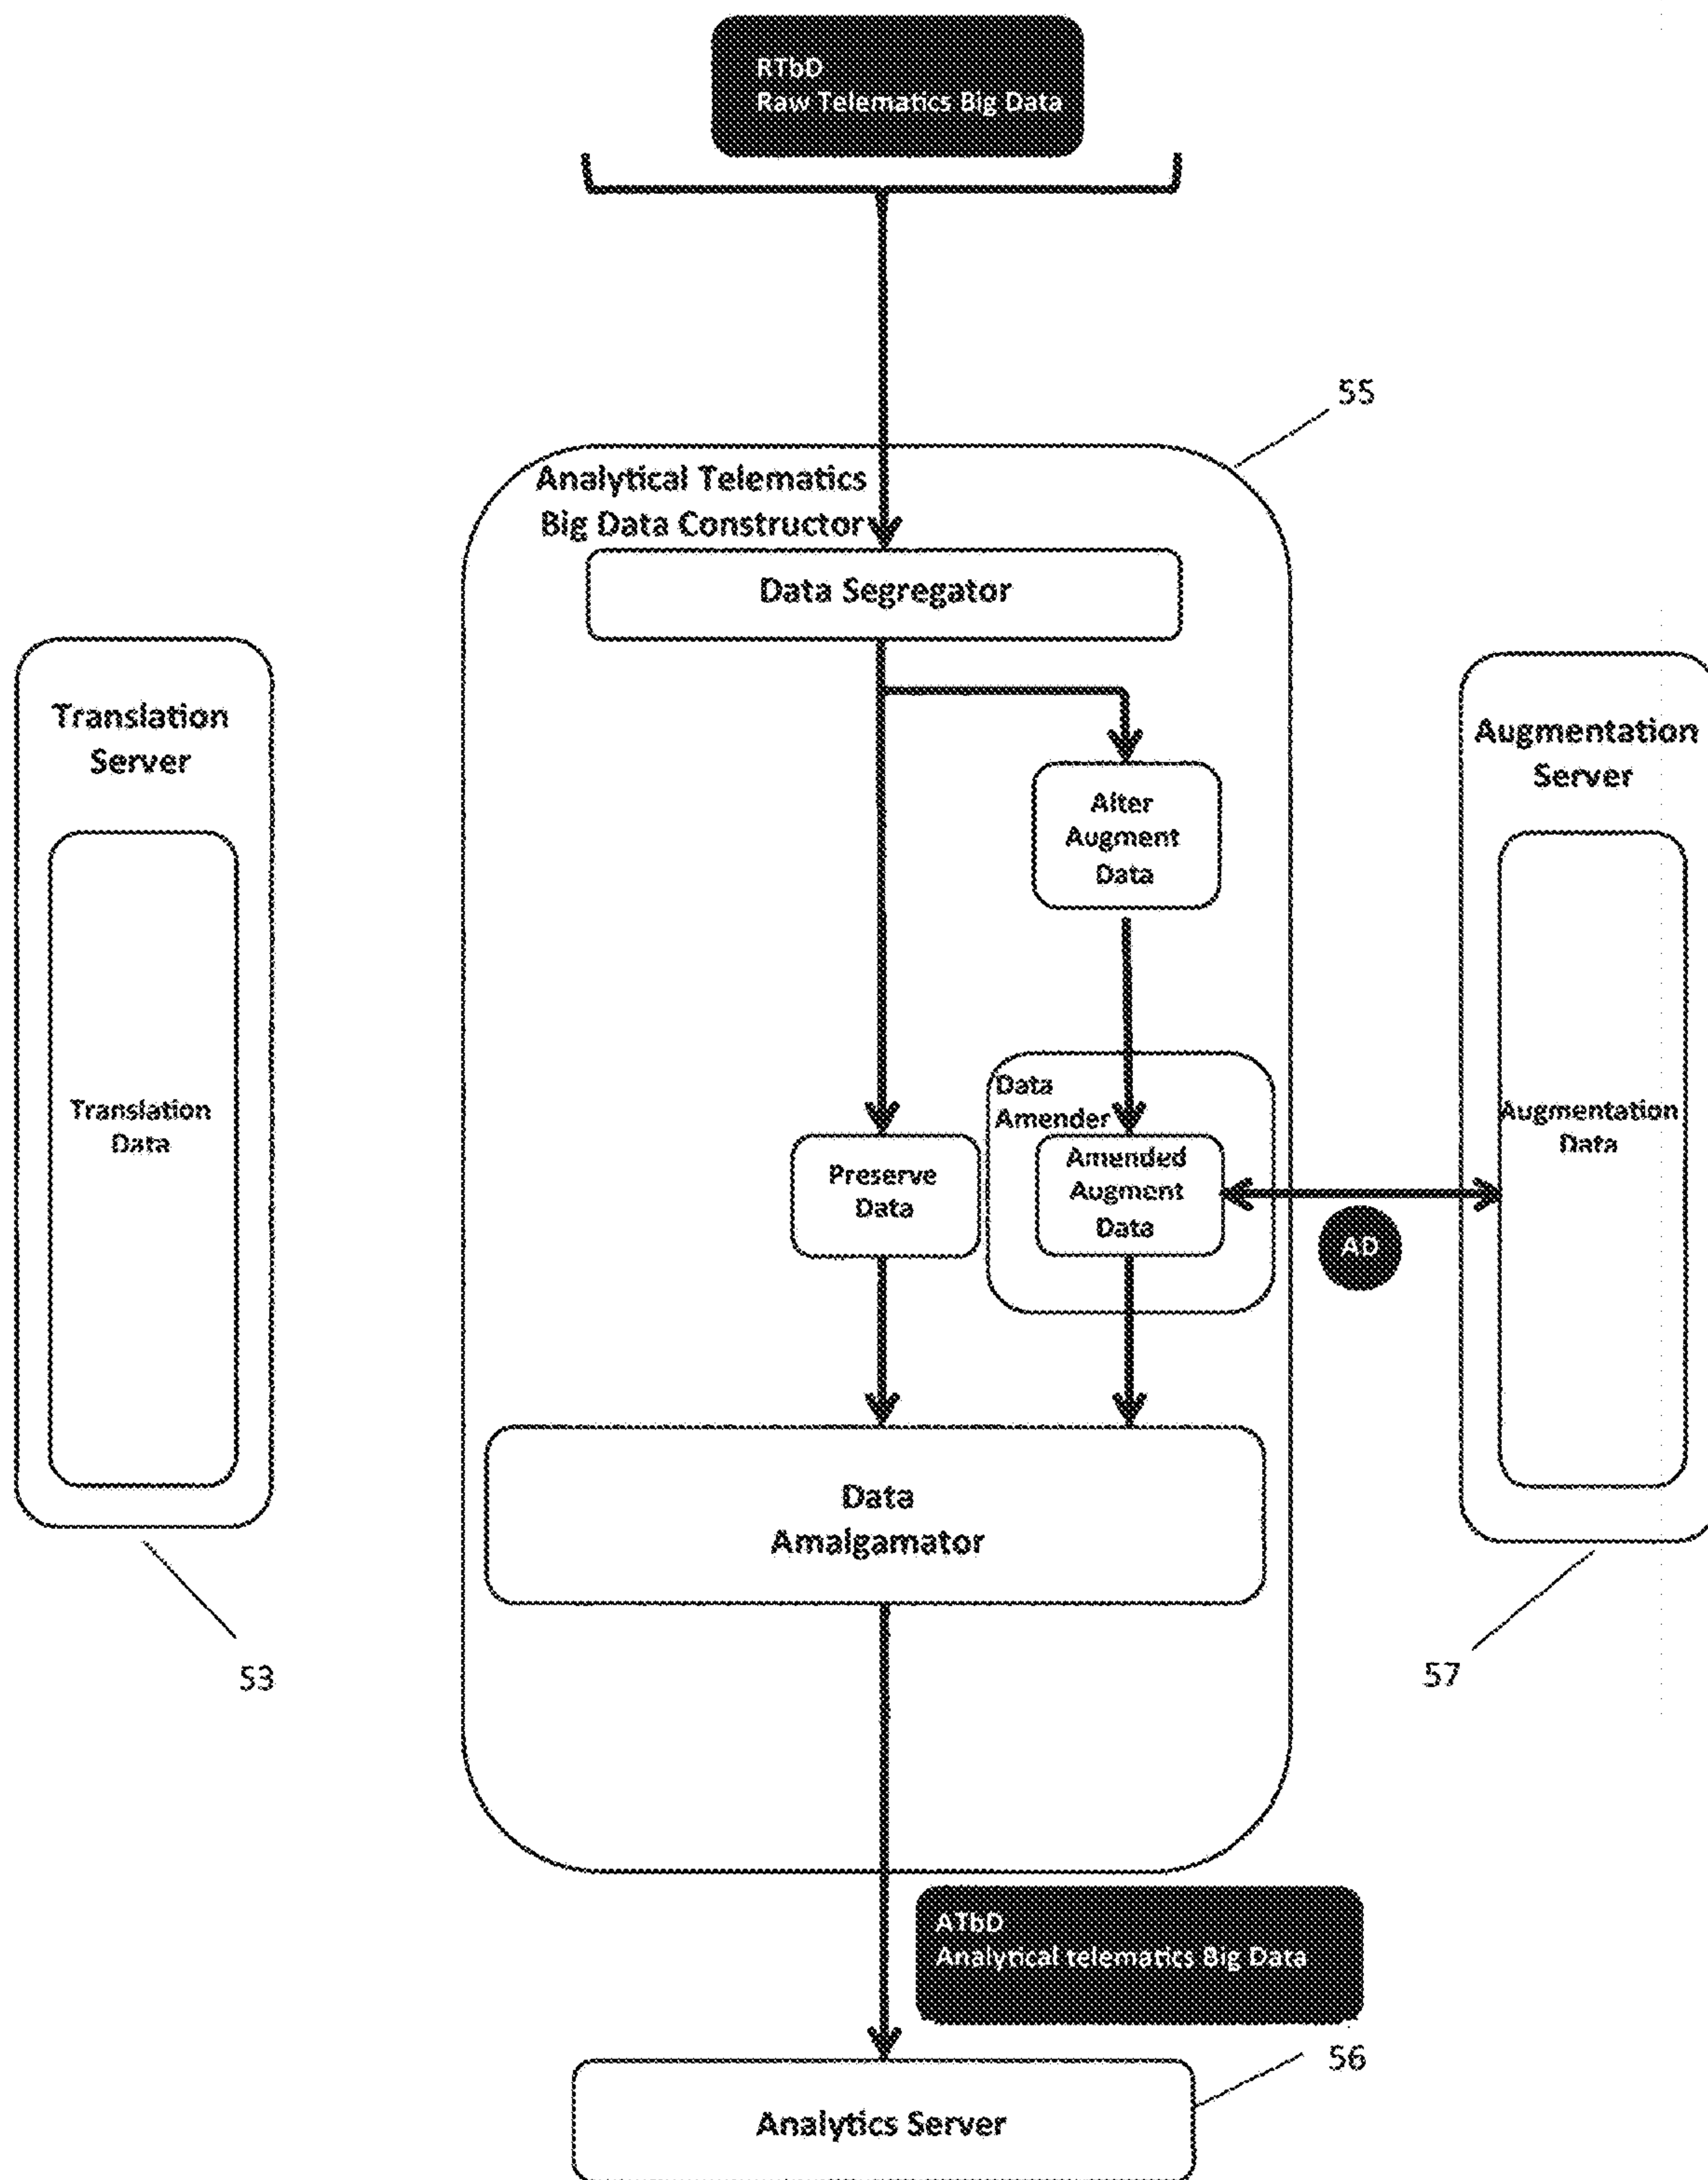 RTbD
Raw Telematics Big Data
55
Analytical Telematics
Big Data Constructor
Data Segregator
Translation
Server
Augmentation
Server
Alter
Augment
Data
Translation
Data
Data
Amender
Augmentation
Data
Preserve
Data
Amended
Augment
Data
AD
Data
Amalgamator
53
57
ATbD
Analytical telematics Big Data
56
Analytics Server